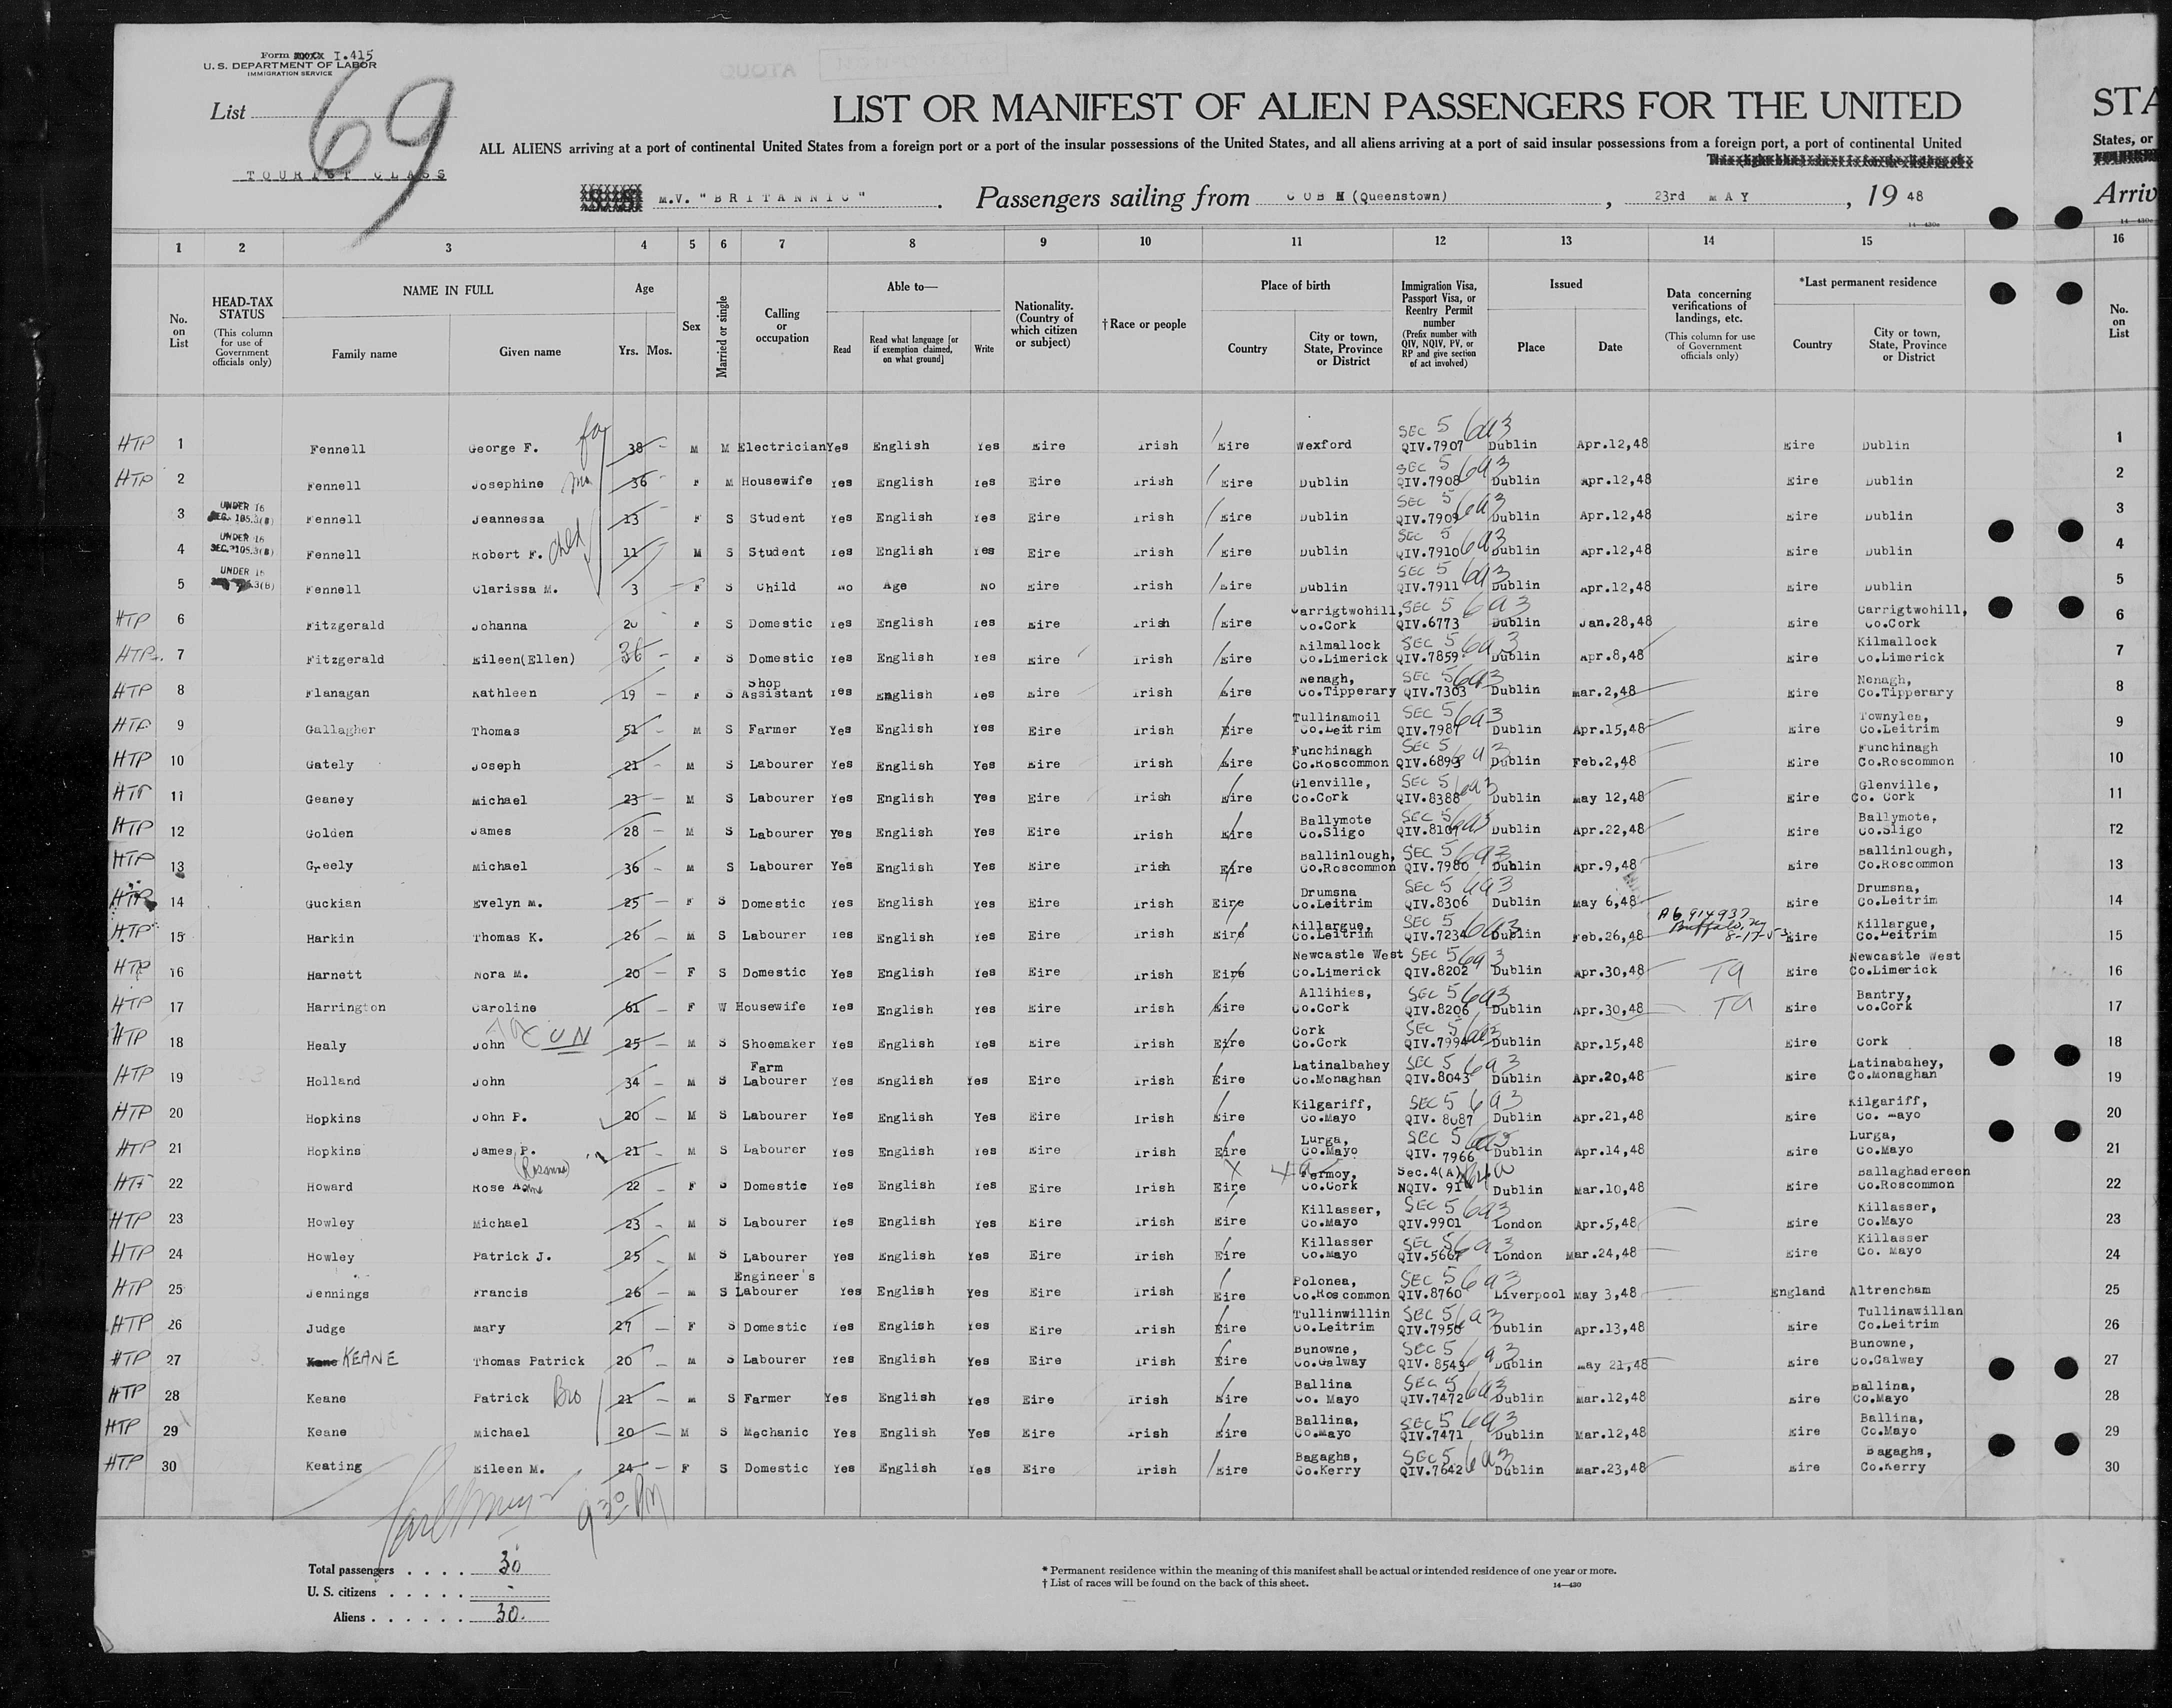 Form I.415
U. S. DEPARTMENT OF LABOR
IMMIGRATION SERVICE
QUOTA
List 69
TOURIST CLASS
LIST OR MANIFEST OF ALIEN PASSENGERS FOR THE UNITED STA
ALL ALIENS arriving at a port of continental United States from a foreign port or a port of the insular possessions of the United States, and all aliens arriving at a port of said insular possessions from a foreign port, a port of continental United States, or
M.V. "BRITANNIC". Passengers sailing from COBH (Queenstown), 23rd MAY, 19 48 Arriv
1 2 3 4 5 6 7 8 9 10 11 12 13 14 15 16
No. on List
HEAD-TAX STATUS (This column for use of Government officials only)
NAME IN FULL Family name Given name
Age Yrs. Mos.
Sex
Married or single
Calling or occupation
Able to— Read Read what language [or if exemption claimed, on what ground] Write
Nationality. (Country of which citizen or subject)
†Race or people
Place of birth Country City or town, State, Province or District
Immigration Visa, Passport Visa, or Reentry Permit number (Prefix number with QIV, NQIV, PV, or RP and give section of act involved)
Issued Place Date
Data concerning verifications of landings, etc. (This column for use of Government officials only)
*Last permanent residence Country City or town, State, Province or District
No. on List
HTP 1 Fennell George F. fa 38 - M M Electrician Yes English Yes Eire Irish Eire Wexford SEC 5 6a3 QIV.7907 Dublin Apr.12,48 Eire Dublin 1
HTP 2 Fennell Josephine ma 36 - F M Housewife Yes English Yes Eire Irish Eire Dublin SEC 5 6a3 QIV.7908 Dublin Apr.12,48 Eire Dublin 2
3 UNDER 16 SEC. 105.3(B) Fennell Jeannessa 13 F S Student Yes English Yes Eire Irish Eire Dublin SEC 5 6a3 QIV.7909 Dublin Apr.12,48 Eire Dublin 3
4 UNDER 16 SEC. 105.3(B) Fennell Robert F. Chld 11 M S Student Yes English Yes Eire Irish Eire Dublin SEC 5 6a3 QIV.7910 Dublin Apr.12,48 Eire Dublin 4
5 UNDER 16 Fennell Clarissa M. 3 F S Child No Age No Eire Irish Eire Dublin SEC 5 6a3 QIV.7911 Dublin Apr.12,48 Eire Dublin 5
HTP 6 Fitzgerald Johanna 20 F S Domestic Yes English Yes Eire Irish Eire Carrigtwohill, Co.Cork SEC 5 6a3 QIV.6773 Dublin Jan.28,48 Eire Carrigtwohill, Co.Cork 6
HTP 7 Fitzgerald Eileen(Ellen) 36 - F S Domestic Yes English Yes Eire Irish Eire Kilmallock Co.Limerick SEC 5 6a3 QIV.7859 Dublin Apr.8,48 Eire Kilmallock Co.Limerick 7
HTP 8 Flanagan Kathleen 19 - F S Shop Assistant Yes English Yes Eire Irish Eire Nenagh, Co.Tipperary SEC 5 6a3 QIV.7303 Dublin Mar.2,48 Eire Nenagh, Co.Tipperary 8
HTP 9 Gallagher Thomas 51 - M S Farmer Yes English Yes Eire Irish Eire Tullinamoil Co.Leitrim SEC 5 6a3 QIV.7987 Dublin Apr.15,48 Eire Townylea, Co.Leitrim 9
HTP 10 Gately Joseph 21 - M S Labourer Yes English Yes Eire Irish Eire Funchinagh Co.Roscommon SEC 5 6a3 Dublin Feb.2,48 Eire Funchinagh Co.Roscommon 10
HTP 11 Geaney Michael 23 - M S Labourer Yes English Yes Eire Irish Eire Glenville, Co.Cork SEC 5 6a3 QIV.8388 Dublin May 12,48 Eire Glenville, Co. Cork 11
HTP 12 Golden James 28 - M S Labourer Yes English Yes Eire Irish Eire Ballymote Co.Sligo SEC 5 6a3 Dublin Apr.22,48 Eire Ballymote, Co.Sligo 12
HTP 13 Greely Michael 36 - M S Labourer Yes English Yes Eire Irish Eire Ballinlough, Co.Roscommon SEC 5 6a3 QIV.7980 Dublin Apr.9,48 Eire Ballinlough, Co.Roscommon 13
HTP 14 Guckian Evelyn M. 25 - F S Domestic Yes English Yes Eire Irish Eire Drumsna Co.Leitrim SEC 5 6a3 QIV.8306 Dublin May 6,48 Eire Drumsna, Co.Leitrim 14
HTP 15 Harkin Thomas K. 26 - M S Labourer Yes English Yes Eire Irish Eire Killargue, Co.Leitrim SEC 5 6a3 QIV.7234 Dublin Feb.26,48 A6 914937 Buffalo, NY 8-17-53 Eire Killargue, Co.Leitrim 15
HTP 16 Harnett Nora M. 20 - F S Domestic Yes English Yes Eire Irish Eire Newcastle West Co.Limerick SEC 5 6a3 QIV.8202 Dublin Apr.30,48 Ta Eire Newcastle West Co.Limerick 16
HTP 17 Harrington Caroline 61 - F W Housewife Yes English Yes Eire Irish Eire Allihies, Co.Cork SEC 5 6a3 QIV.8206 Dublin Apr.30,48 Ta Eire Bantry, Co.Cork 17
HTP 18 Healy John CUN 25 - M S Shoemaker Yes English Yes Eire Irish Eire Cork Co.Cork SEC 5 6a3 QIV.7994 Dublin Apr.15,48 Eire Cork 18
HTP 19 Holland John 34 - M S Farm Labourer Yes English Yes Eire Irish Eire Latinalbahey Co.Monaghan SEC 5 6a3 QIV.8043 Dublin Apr.20,48 Eire Latinabahey, Co.Monaghan 19
HTP 20 Hopkins John P. 20 - M S Labourer Yes English Yes Eire Irish Eire Kilgariff, Co.Mayo SEC 5 6a3 QIV. 8087 Dublin Apr.21,48 Eire Kilgariff, Co. Mayo 20
HTP 21 Hopkins James P. 21 - M S Labourer Yes English Yes Eire Irish Eire Lurga, Co.Mayo SEC 5 6a3 QIV. 7966 Dublin Apr.14,48 Eire Lurga, Co.Mayo 21
HTP 22 Howard Rose Anne (Rosanna) 22 - F S Domestic Yes English Yes Eire Irish X Eire 4a Fermoy, Co.Cork Sec.4(A) NQIV. 91 Dublin Mar.10,48 Eire Ballaghadereen Co.Roscommon 22
HTP 23 Howley Michael 23 - M S Labourer Yes English Yes Eire Irish Eire Killasser, Co.Mayo SEC 5 6a3 QIV.9901 London Apr.5,48 Eire Killasser, Co.Mayo 23
HTP 24 Howley Patrick J. 25 - M S Labourer Yes English Yes Eire Irish Eire Killasser Co.Mayo SEC 5 6a3 QIV.5667 London Mar.24,48 Eire Killasser Co. Mayo 24
HTP 25 Jennings Francis 26 - M S Engineer's Labourer Yes English Yes Eire Irish Eire Polonea, Co.Roscommon SEC 5 6a3 QIV.8760 Liverpool May 3,48 England Altrencham 25
HTP 26 Judge Mary 27 - F S Domestic Yes English Yes Eire Irish Eire Tullinwillin Co.Leitrim SEC 5 6a3 QIV.7950 Dublin Apr.13,48 Eire Tullinawillan Co.Leitrim 26
HTP 27 Kane KEANE Thomas Patrick 20 - M S Labourer Yes English Yes Eire Irish Eire Bunowne, Co.Galway SEC 5 6a3 QIV. 8543 Dublin May 21,48 Eire Bunowne, Co.Galway 27
HTP 28 Keane Patrick Bro 21 - M S Farmer Yes English Yes Eire Irish Eire Ballina Co. Mayo SEC 5 6a3 QIV.7472 Dublin Mar.12,48 Eire Ballina, Co.Mayo 28
HTP 29 Keane Michael 20 - M S Mechanic Yes English Yes Eire Irish Eire Ballina, Co.Mayo SEC 5 6a3 QIV.7471 Dublin Mar.12,48 Eire Ballina, Co.Mayo 29
HTP 30 Keating Eileen M. 24 - F S Domestic Yes English Yes Eire Irish Eire Bagaghs, Co.Kerry SEC 5 6a3 QIV.7642 Dublin Mar.23,48 Eire Bagaghs, Co.Kerry 30
9 30 PM
Total passengers .... 30
U. S. citizens ..... -
Aliens ...... 30.
* Permanent residence within the meaning of this manifest shall be actual or intended residence of one year or more.
† List of races will be found on the back of this sheet. 14—430